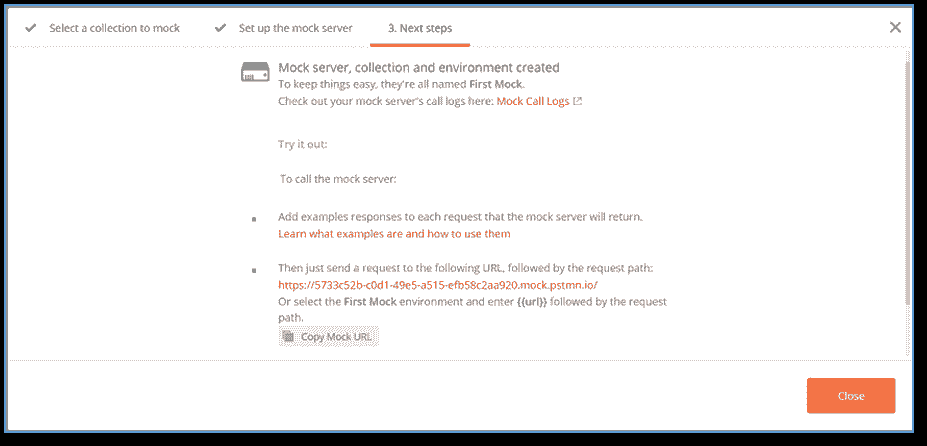 Select a collection to mock
Set up the mock server
3. Next steps
Mock server, collection and environment created
To keep things easy, they're all named First Mock.
Check out your mock server's call logs here: Mock Call Logs
Try it out:
To call the mock server:
Add examples responses to each request that the mock server will return.
Learn what examples are and how to use them
Then just send a request to the following URL, followed by the request path:
https://5733c52b-c0d1-49e5-a515-efb58c2aa920.mock.pstmn.io/
Or select the First Mock environment and enter {{url}} followed by the request
path.
Copy Mock URL
Close